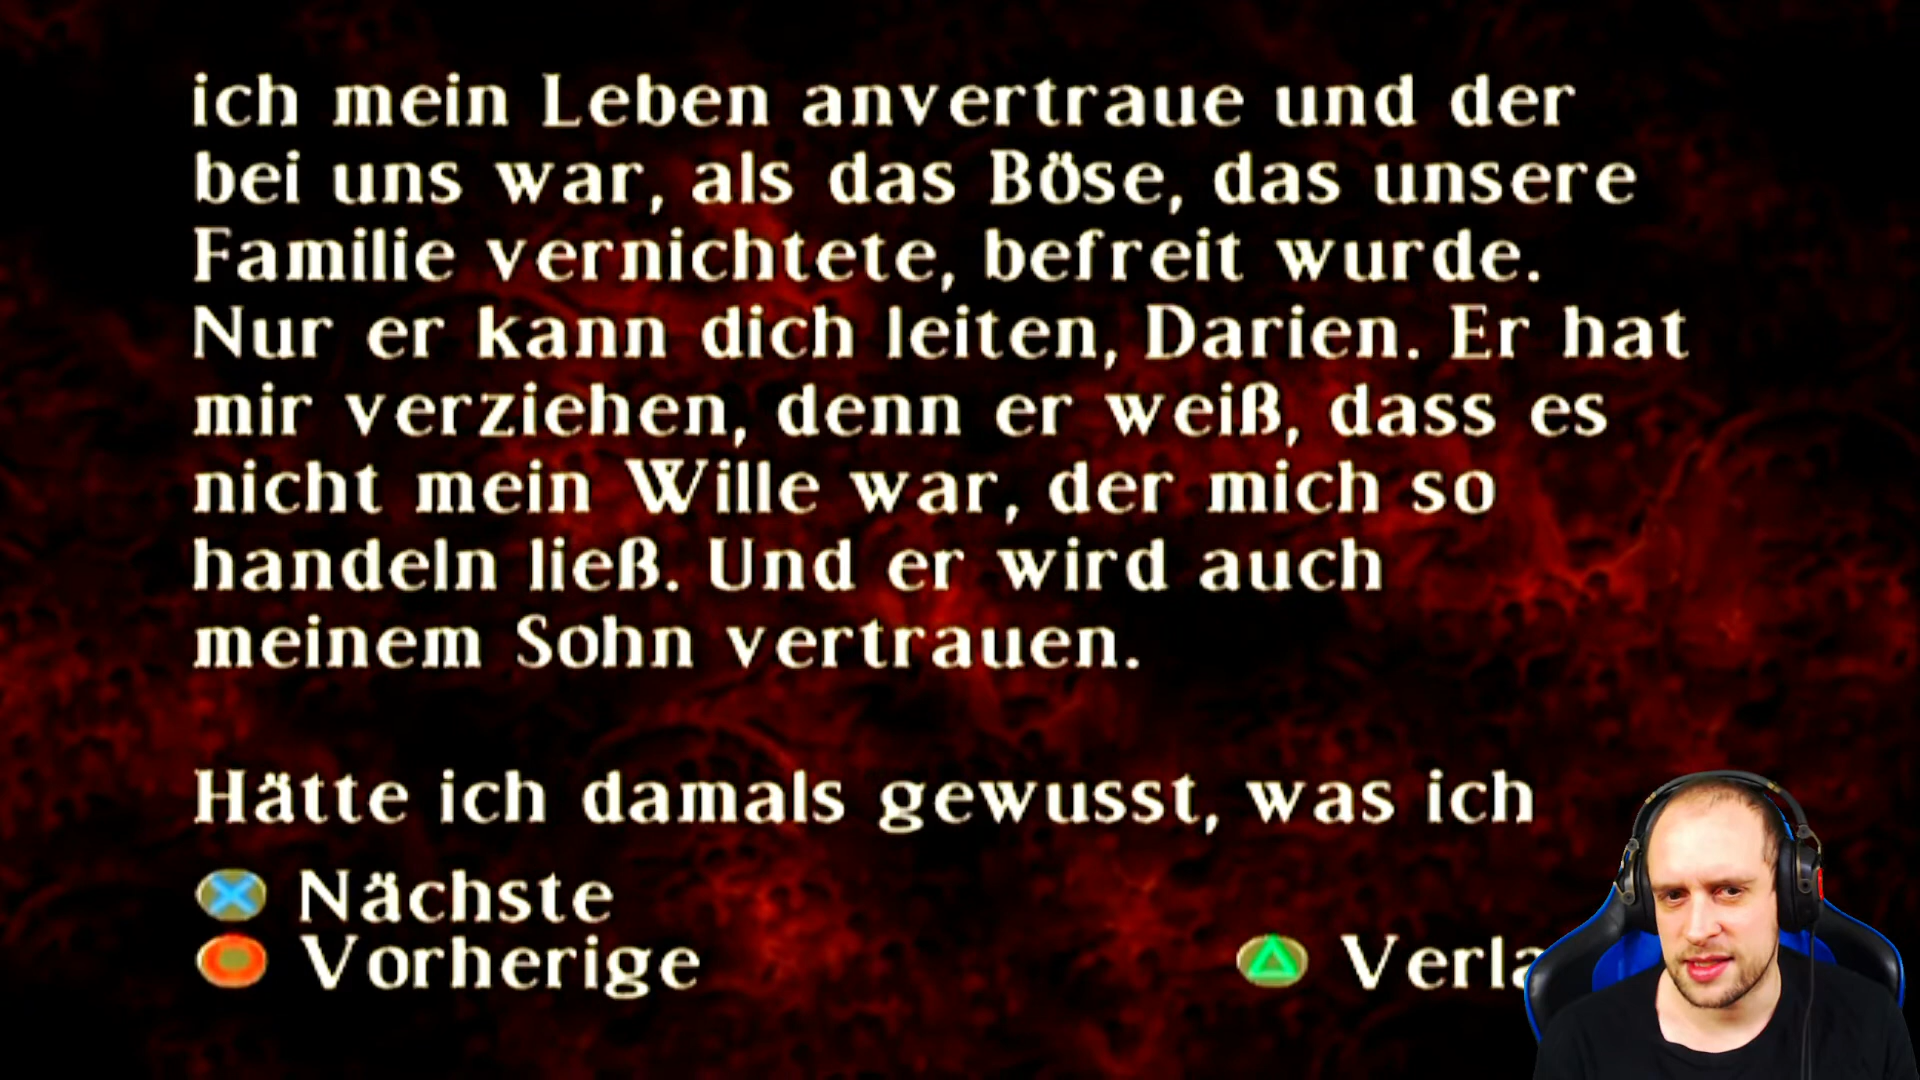 ich mein Leben anvertraue und der
bei uns war, als das Böse, das unsere
Familie vernichtete, befreit wurde.
Nur er kann dich leiten, Darien. Er hat
mir verziehen, denn er weiß, dass es
nicht mein Wille war, der mich so
handeln ließ. Und er wird auch
meinem Sohn vertrauen.
Hätte ich damals gewusst, was ich
Nächste
Vorherige